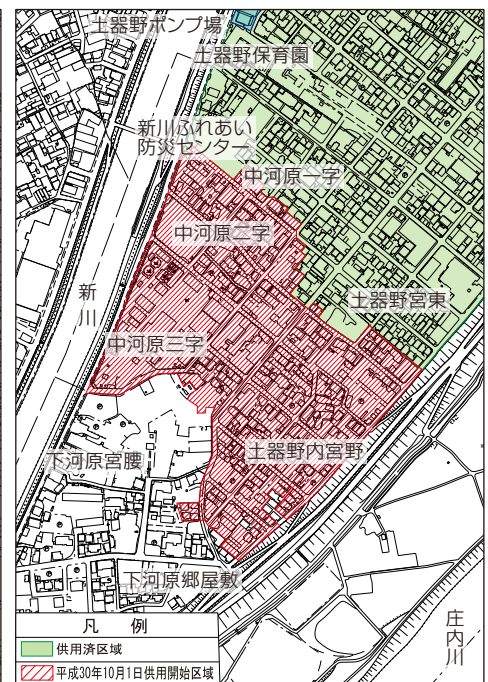 土器野ポンプ場
土器野保育園
新川ふれあい
防災センター
中河原一字
中河原二字
土器野宮東
新川
中河原三字
土器野内宮野
下河原宮腰
下河原郷屋敷
庄内川
凡 例
供用済区域
平成30年10月1日供用開始区域